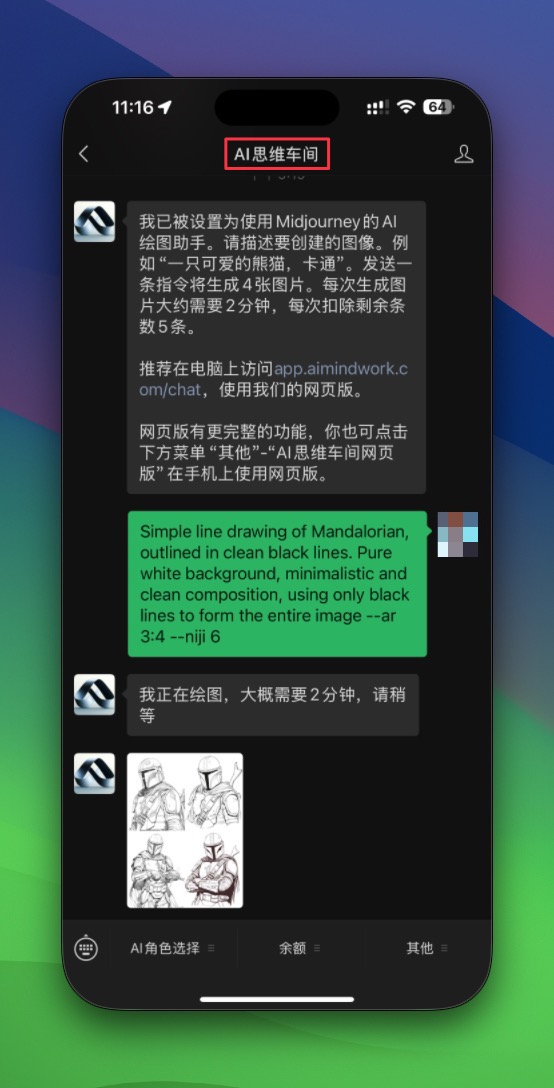 11:16
64
AI思维车间
我已被设置为使用Midjourney的AI
绘图助手。请描述要创建的图像。例
如“一只可爱的熊猫，卡通”。发送一
条指令将生成4张图片。每次生成图
片大约需要2分钟，每次扣除剩余条
数5条。
推荐在电脑上访问app.aimindwork.c
om/chat，使用我们的网页版。
网页版有更完整的功能，你也可点击
下方菜单“其他”-“AI思维车间网页
版”在手机上使用网页版。
Simple line drawing of Mandalorian,
outlined in clean black lines. Pure
white background, minimalistic and
clean composition, using only black
lines to form the entire image --ar
3:4 --niji 6
我正在绘图，大概需要2分钟，请稍
等
AI角色选择
余额
其他